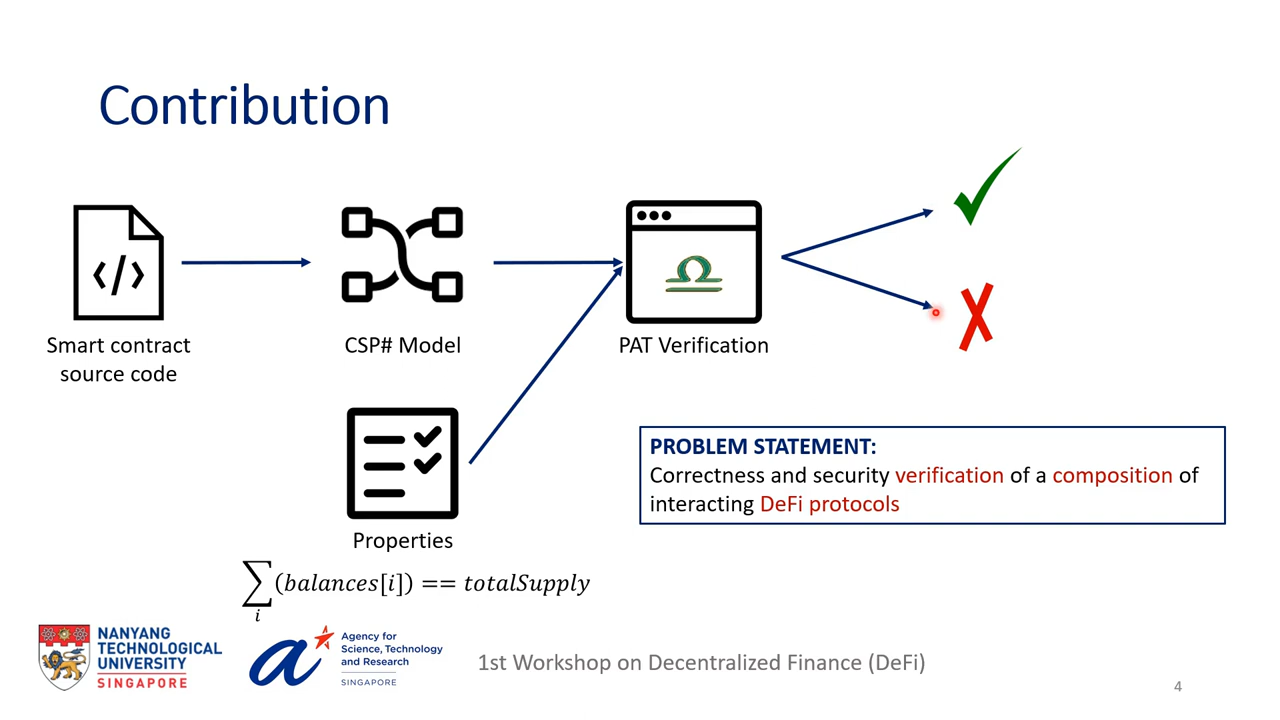 Contribution
</>
Smart contract
source code
CSP# Model
PAT Verification
Properties
∑_i (balances[i]) == totalSupply
PROBLEM STATEMENT:
Correctness and security verification of a composition of
interacting DeFi protocols
NANYANG
TECHNOLOGICAL
UNIVERSITY
SINGAPORE
Agency for
Science, Technology
and Research
SINGAPORE
1st Workshop on Decentralized Finance (DeFi)
4